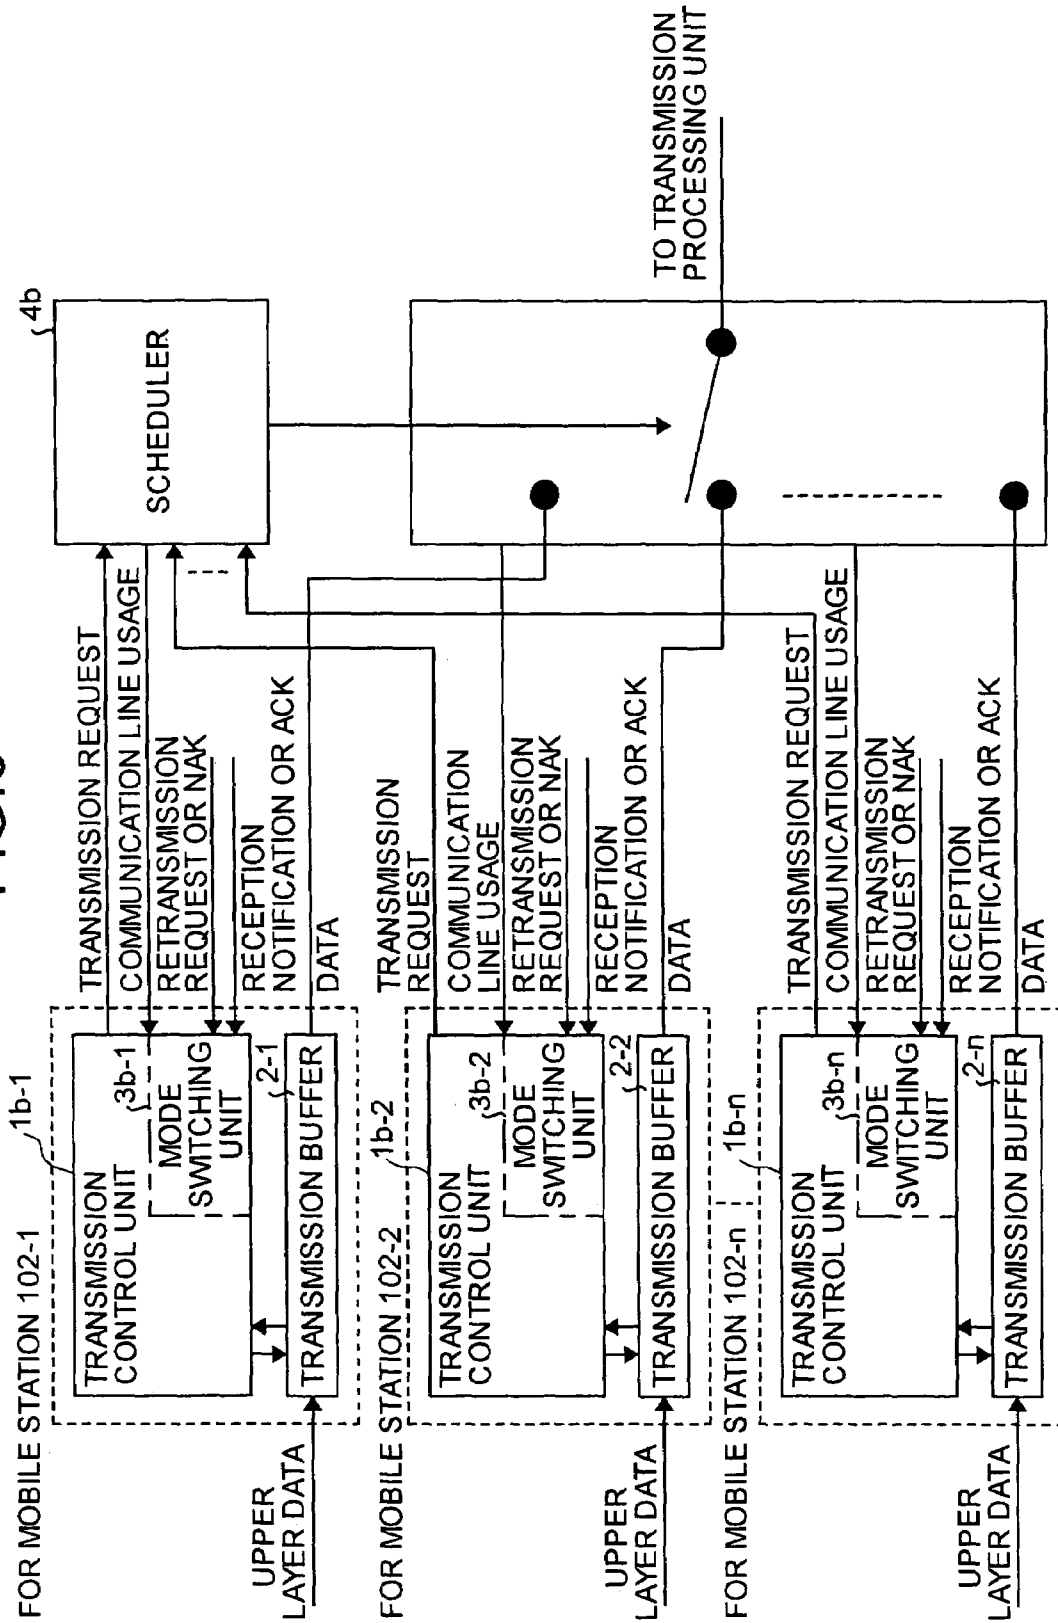 FOR MOBILE STATION 102-1
1b-1
TRANSMISSION
CONTROL UNIT
3b-1
MODE
SWITCHING
UNIT
2-1
TRANSMISSION BUFFER
UPPER
LAYER DATA
TRANSMISSION REQUEST
COMMUNICATION LINE USAGE
RETRANSMISSION
REQUEST OR NAK
RECEPTION
NOTIFICATION OR ACK
DATA
4b
SCHEDULER
FOR MOBILE STATION 102-2
1b-2
TRANSMISSION
CONTROL UNIT
3b-2
MODE
SWITCHING
UNIT
2-2
TRANSMISSION BUFFER
UPPER
LAYER DATA
TRANSMISSION
REQUEST
COMMUNICATION
LINE USAGE
RETRANSMISSION
REQUEST OR NAK
RECEPTION
NOTIFICATION OR ACK
DATA
TO TRANSMISSION
PROCESSING UNIT
FOR MOBILE STATION 102-n
1b-n
TRANSMISSION
CONTROL UNIT
3b-n
MODE
SWITCHING
UNIT
2-n
TRANSMISSION BUFFER
UPPER
LAYER DATA
TRANSMISSION REQUEST
COMMUNICATION LINE USAGE
RETRANSMISSION
REQUEST OR NAK
RECEPTION
NOTIFICATION OR ACK
DATA